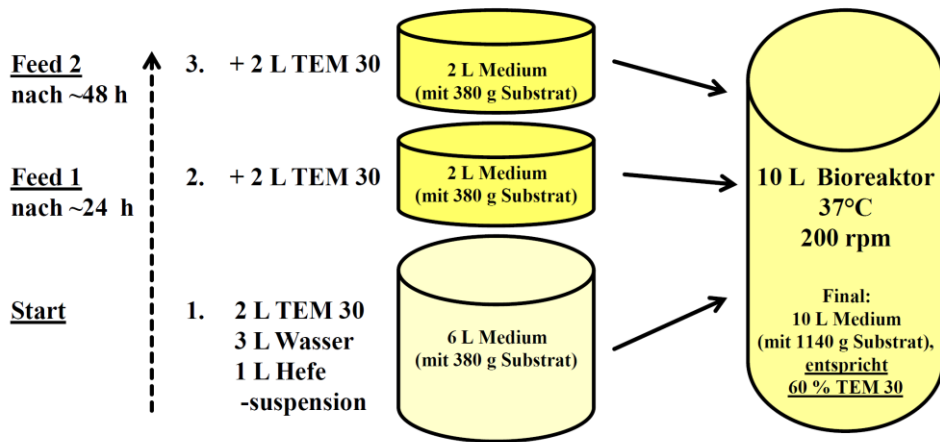 Feed 2
nach ~48 h
3. + 2 L TEM 30
2 L Medium
(mit 380 g Substrat)
Feed 1
nach ~24 h
2. + 2 L TEM 30
2 L Medium
(mit 380 g Substrat)
Start
1. 2 L TEM 30
3 L Wasser
1 L Hefe
-suspension
6 L Medium
(mit 380 g Substrat)
10 L Bioreaktor
37°C
200 rpm
Final:
10 L Medium
(mit 1140 g Substrat),
entspricht
60 % TEM 30